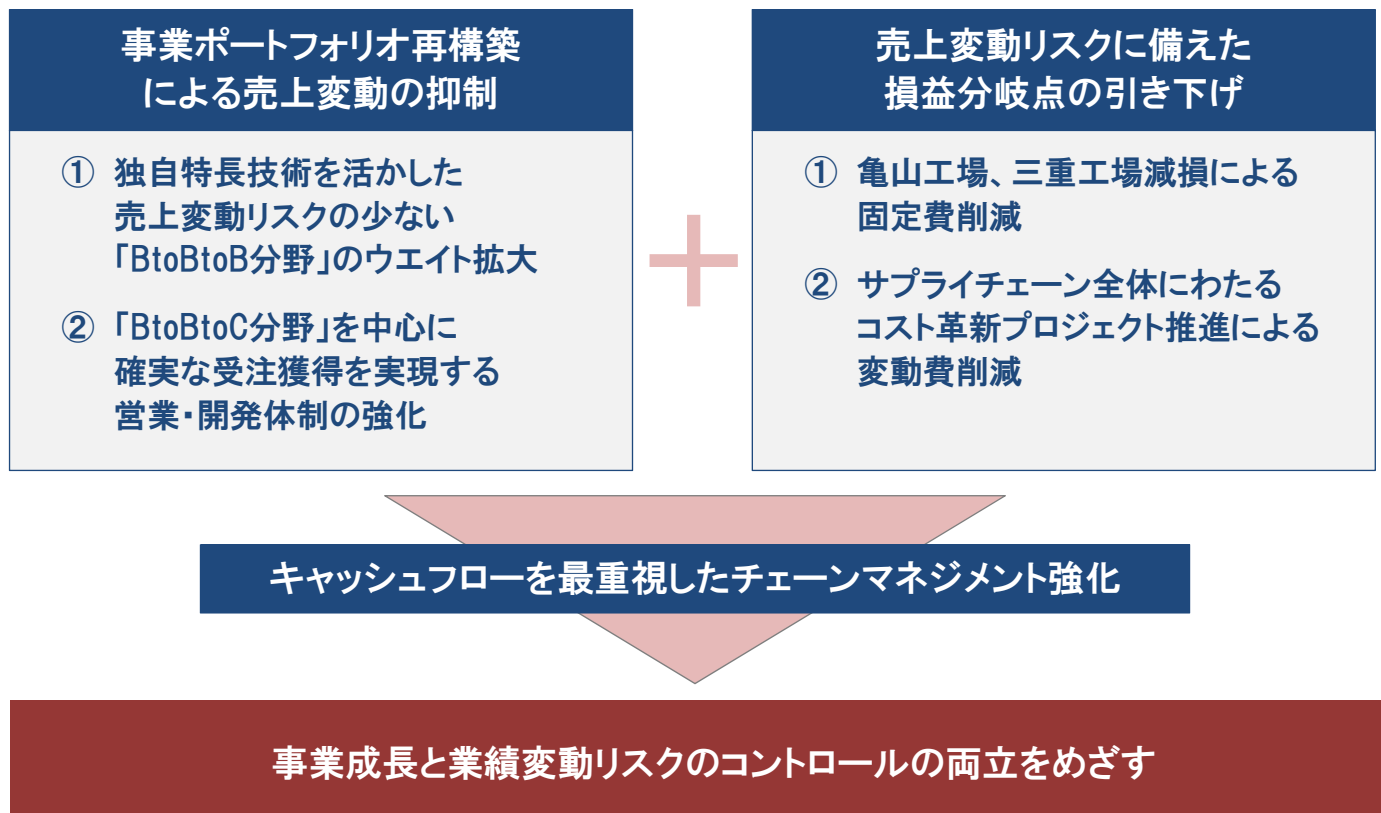 事業ポートフォリオ再構築
による売上変動の抑制
① 独自特長技術を活かした
売上変動リスクの少ない
「BtoBtoB分野」のウエイト拡大
② 「BtoBtoC分野」を中心に
確実な受注獲得を実現する
営業・開発体制の強化
売上変動リスクに備えた
損益分岐点の引き下げ
① 亀山工場、三重工場減損による
固定費削減
② サプライチェーン全体にわたる
コスト革新プロジェクト推進による
変動費削減
キャッシュフローを最重視したチェーンマネジメント強化
事業成長と業績変動リスクのコントロールの両立をめざす